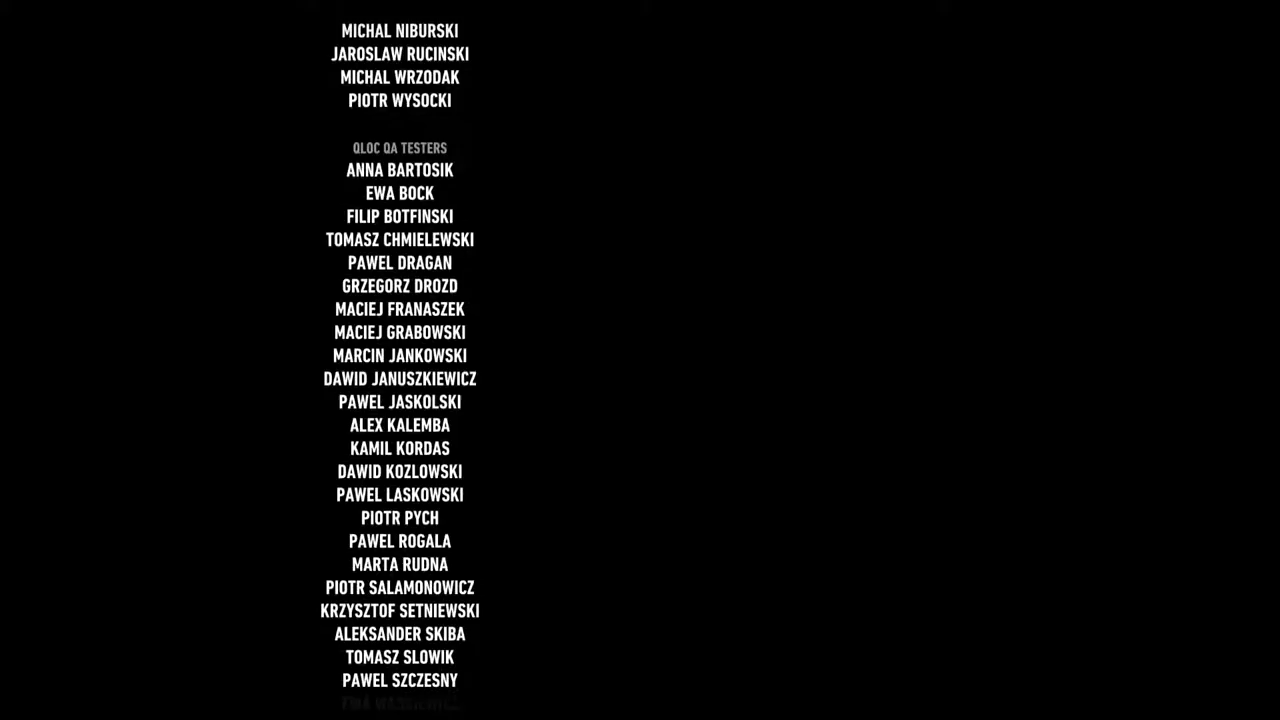 MICHAL NIBURSKI
JAROSLAW RUCINSKI
MICHAL WRZODAK
PIOTR WYSOCKI
QLOC QA TESTERS
ANNA BARTOSIK
EWA BOCK
FILIP BOTFINSKI
TOMASZ CHMIELEWSKI
PAWEL DRAGAN
GRZEGORZ DROZD
MACIEJ FRANASZEK
MACIEJ GRABOWSKI
MARCIN JANKOWSKI
DAWID JANUSZKIEWICZ
PAWEL JASKOLSKI
ALEX KALEMBA
KAMIL KORDAS
DAWID KOZLOWSKI
PAWEL LASKOWSKI
PIOTR PYCH
PAWEL ROGALA
MARTA RUDNA
PIOTR SALAMONOWICZ
KRZYSZTOF SETNIEWSKI
ALEKSANDER SKIBA
TOMASZ SLOWIK
PAWEL SZCZESNY